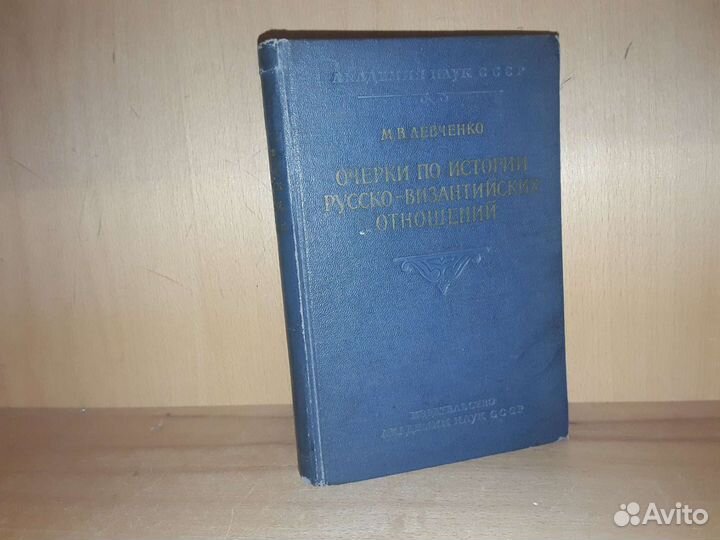 АКАДЕМИЯ НАУК СССР
М. В. ЛЕВЧЕНКО
ОЧЕРКИ ПО ИСТОРИИ
РУССКО-ВИЗАНТИЙСКИХ
ОТНОШЕНИЙ
ИЗДАТЕЛЬСТВО
АКАДЕМИИ НАУК СССР
Avito